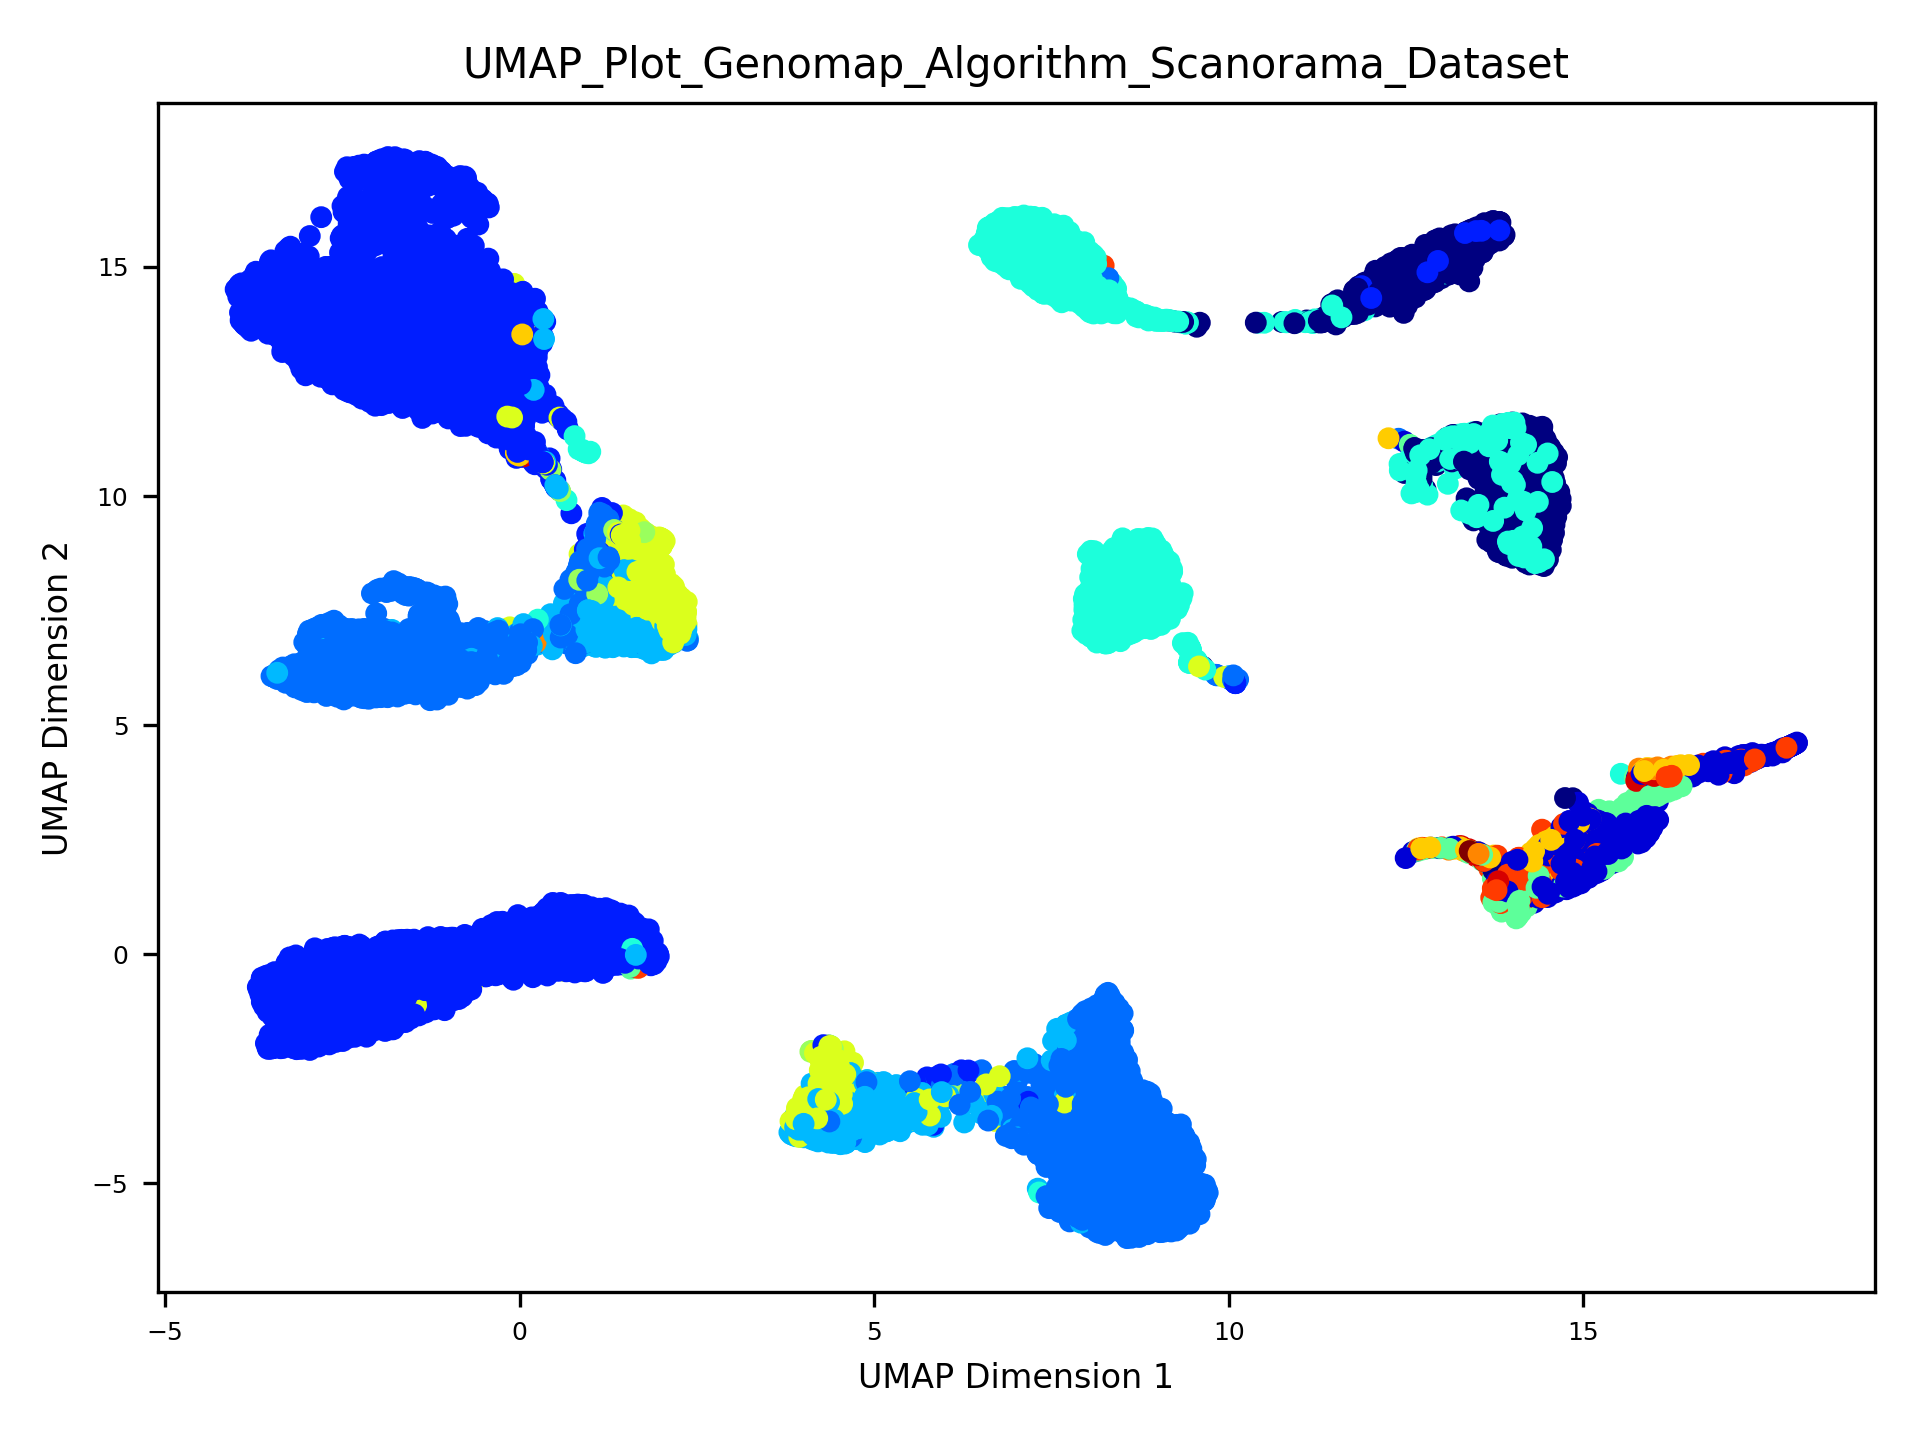 UMAP_Plot_Genomap_Algorithm_Scanorama_Dataset
15
10
5
0
−5
UMAP Dimension 2
−5 0 5 10 15
UMAP Dimension 1